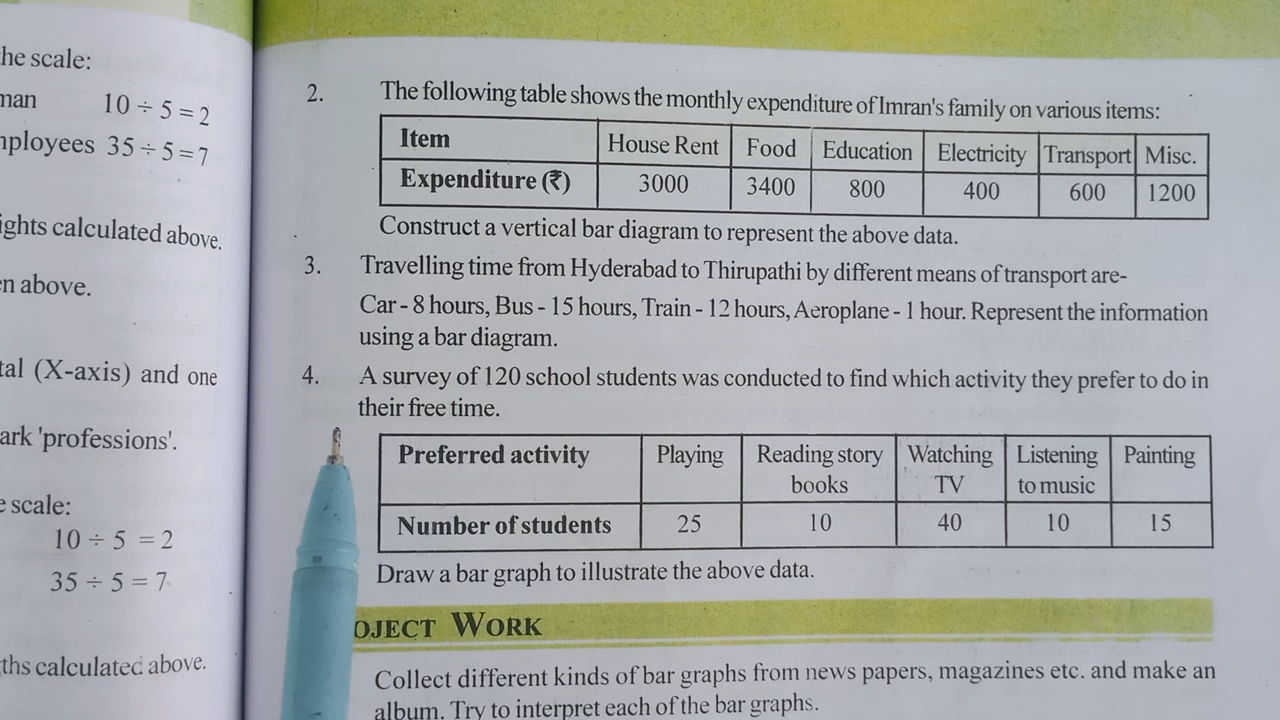 he scale:
man 10 ÷ 5 = 2
mployees 35 ÷ 5 = 7
ights calculated above.
en above.
tal (X-axis) and one
ark 'professions'.
e scale:
10 ÷ 5 = 2
35 ÷ 5 = 7
ths calculated above.
2. The following table shows the monthly expenditure of Imran's family on various items:
Item House Rent Food Education Electricity Transport Misc.
Expenditure (₹) 3000 3400 800 400 600 1200
Construct a vertical bar diagram to represent the above data.
3. Travelling time from Hyderabad to Thirupathi by different means of transport are-
Car - 8 hours, Bus - 15 hours, Train - 12 hours, Aeroplane - 1 hour. Represent the information
using a bar diagram.
4. A survey of 120 school students was conducted to find which activity they prefer to do in
their free time.
Preferred activity Playing Reading story Watching Listening Painting
books TV to music
Number of students 25 10 40 10 15
Draw a bar graph to illustrate the above data.
OJECT WORK
Collect different kinds of bar graphs from news papers, magazines etc. and make an
album. Try to interpret each of the bar graphs.